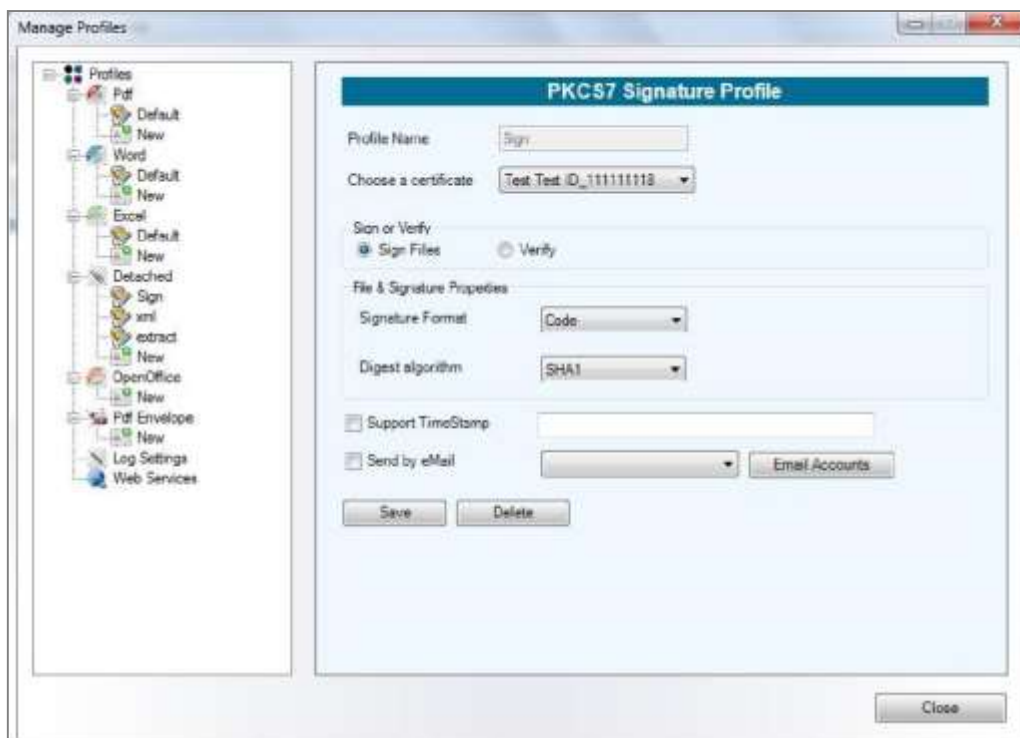 Manage Profiles
Profiles
Pdf
Default
New
Word
Default
New
Excel
Default
New
Detached
Sign
xml
extract
New
OpenOffice
New
Pdf Envelope
New
Log Settings
Web Services
PKCS7 Signature Profile
Profile Name Sign
Choose a certificate Test Test ID_111111118
Sign or Verify
Sign Files Verify
File & Signature Properties
Signature Format Code
Digest algorithm SHA1
Support TimeStamp
Send by eMail Email Accounts
Save Delete
Close